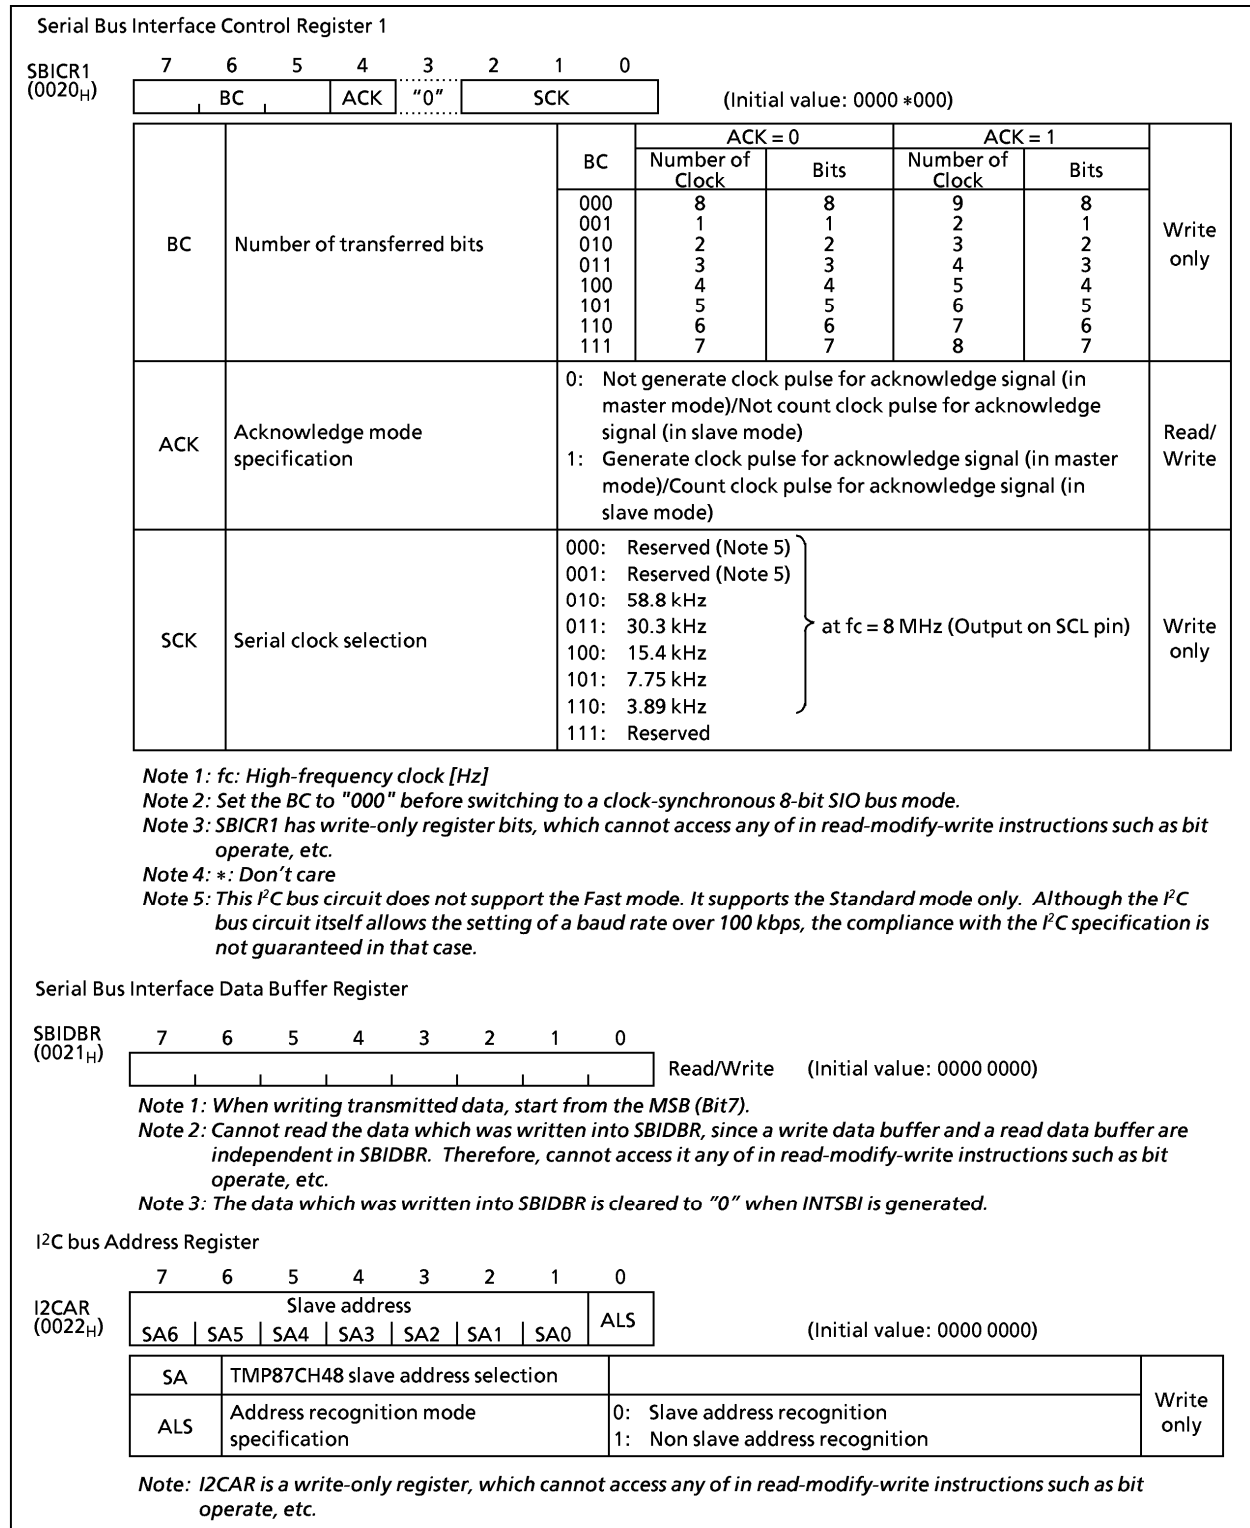 Serial Bus Interface Control Register 1
7 6 5 4 3 2 1 0
SBICR1
(0020H)
BC ACK "0" SCK (Initial value: 0000 *000)
BC Number of transferred bits
BC ACK = 0 ACK = 1
Number of Clock Bits Number of Clock Bits
000 8 8 9 8
001 1 1 2 1
010 2 2 3 2
011 3 3 4 3
100 4 4 5 4
101 5 5 6 5
110 6 6 7 6
111 7 7 8 7
Write
only
ACK Acknowledge mode
specification
0: Not generate clock pulse for acknowledge signal (in
master mode)/Not count clock pulse for acknowledge
signal (in slave mode)
1: Generate clock pulse for acknowledge signal (in master
mode)/Count clock pulse for acknowledge signal (in
slave mode)
Read/
Write
SCK Serial clock selection
000: Reserved (Note 5)
001: Reserved (Note 5)
010: 58.8 kHz
011: 30.3 kHz
100: 15.4 kHz
101: 7.75 kHz
110: 3.89 kHz
111: Reserved
at fc = 8 MHz (Output on SCL pin)
Write
only
Note 1: fc: High-frequency clock [Hz]
Note 2: Set the BC to "000" before switching to a clock-synchronous 8-bit SIO bus mode.
Note 3: SBICR1 has write-only register bits, which cannot access any of in read-modify-write instructions such as bit
operate, etc.
Note 4: *: Don't care
Note 5: This I2C bus circuit does not support the Fast mode. It supports the Standard mode only. Although the I2C
bus circuit itself allows the setting of a baud rate over 100 kbps, the compliance with the I2C specification is
not guaranteed in that case.
Serial Bus Interface Data Buffer Register
SBIDBR
(0021H)
7 6 5 4 3 2 1 0
Read/Write (Initial value: 0000 0000)
Note 1: When writing transmitted data, start from the MSB (Bit7).
Note 2: Cannot read the data which was written into SBIDBR, since a write data buffer and a read data buffer are
independent in SBIDBR. Therefore, cannot access it any of in read-modify-write instructions such as bit
operate, etc.
Note 3: The data which was written into SBIDBR is cleared to "0" when INTSBI is generated.
I2C bus Address Register
7 6 5 4 3 2 1 0
I2CAR
(0022H)
Slave address
SA6 SA5 SA4 SA3 SA2 SA1 SA0 ALS
(Initial value: 0000 0000)
SA TMP87CH48 slave address selection
ALS Address recognition mode
specification
0: Slave address recognition
1: Non slave address recognition
Write
only
Note: I2CAR is a write-only register, which cannot access any of in read-modify-write instructions such as bit
operate, etc.